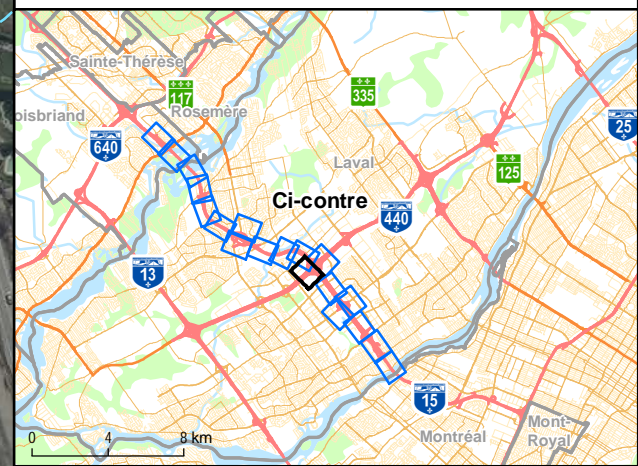 Sainte-Thérèse
117
335
oisbriand
Rosemère
25
640
Laval
125
Ci-contre
440
13
15
Mont-
Royal
Montréal
0 4 8 km